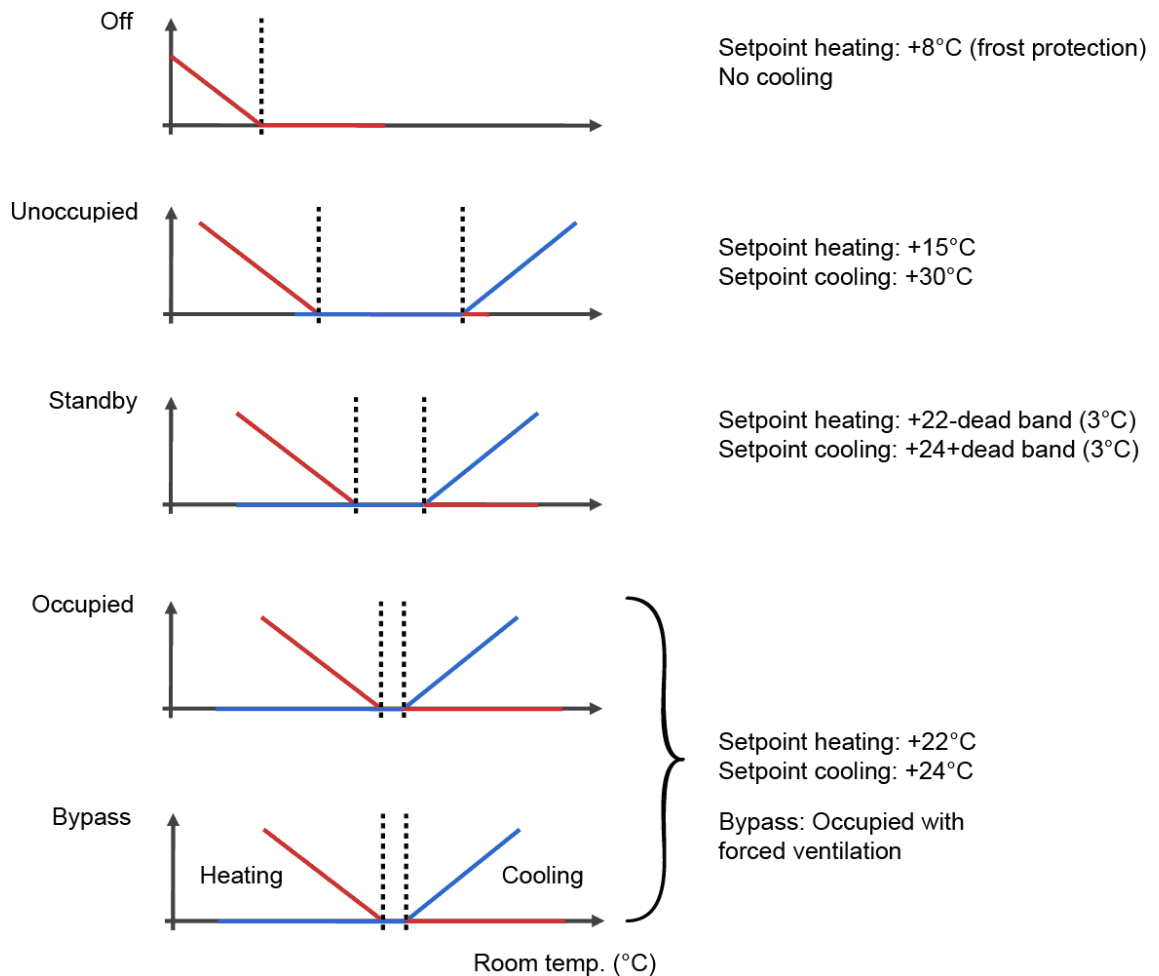 Off
Setpoint heating: +8°C (frost protection)
No cooling
Unoccupied
Setpoint heating: +15°C
Setpoint cooling: +30°C
Standby
Setpoint heating: +22-dead band (3°C)
Setpoint cooling: +24+dead band (3°C)
Occupied
Setpoint heating: +22°C
Setpoint cooling: +24°C
Bypass
Bypass: Occupied with
forced ventilation
Heating
Cooling
Room temp. (°C)